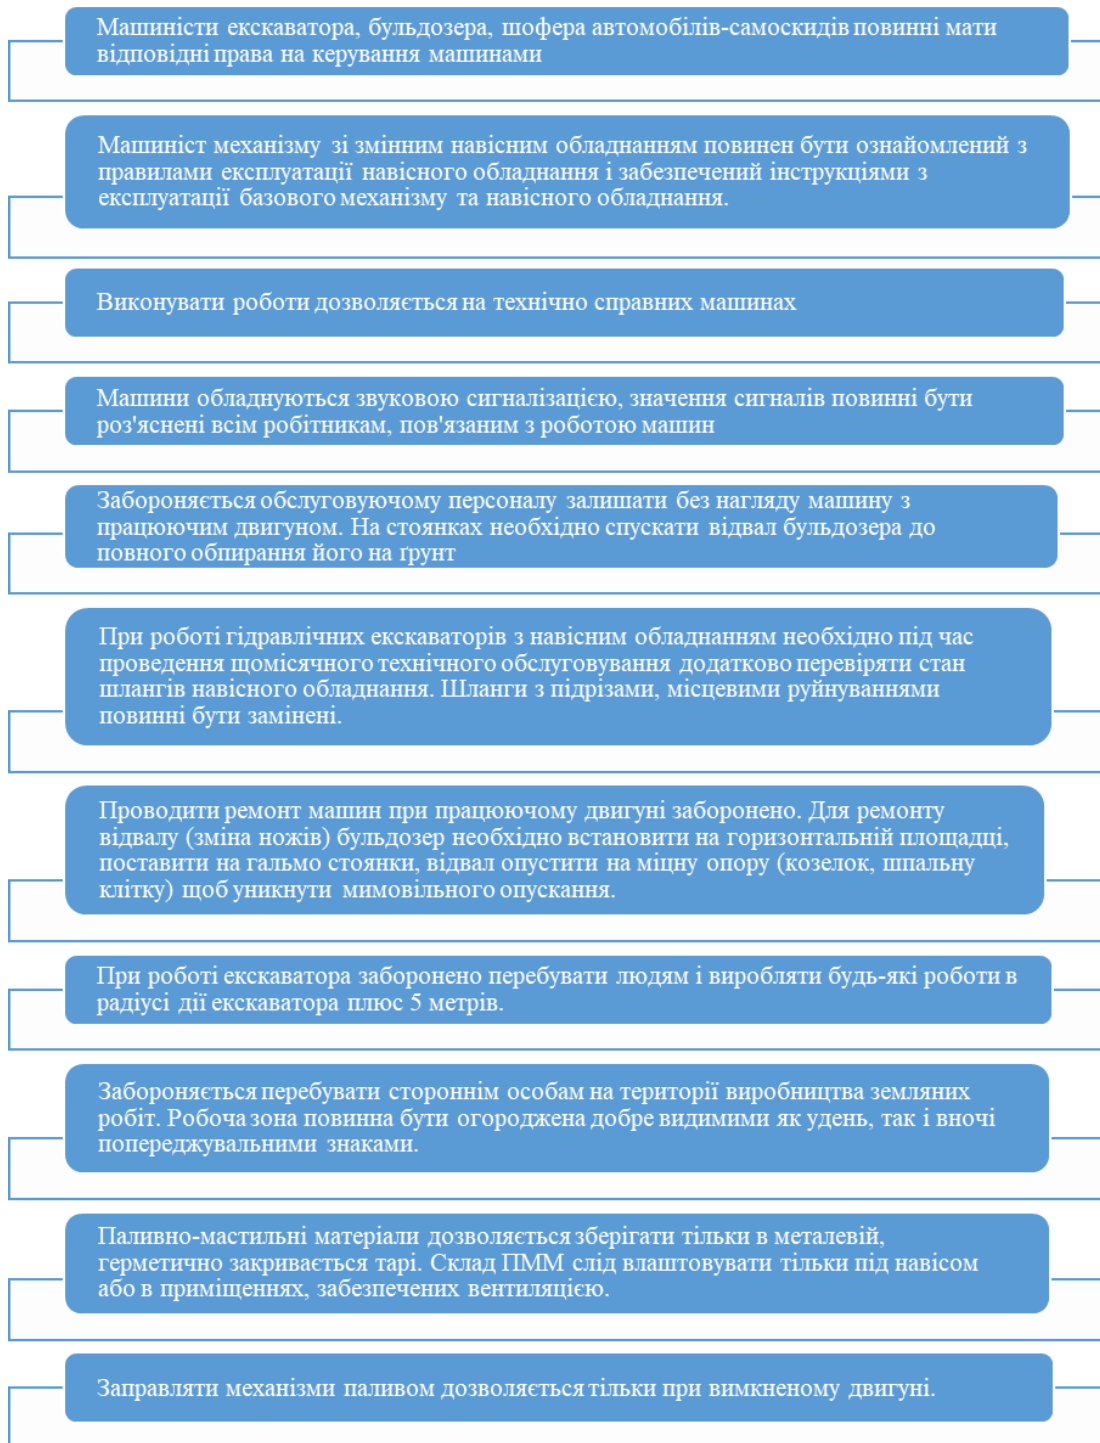 Машиністи екскаватора, бульдозера, шофера автомобілів-самоскидів повинні мати
відповідні права на керування машинами
Машиніст механізму зі змінним навісним обладнанням повинен бути ознайомлений з
правилами експлуатації навісного обладнання і забезпечений інструкціями з
експлуатації базового механізму та навісного обладнання.
Виконувати роботи дозволяється на технічно справних машинах
Машини обладнуються звуковою сигналізацією, значення сигналів повинні бути
роз'яснені всім робітникам, пов'язаним з роботою машин
Забороняється обслуговуючому персоналу залишати без нагляду машину з
працюючим двигуном. На стоянках необхідно спускати відвал бульдозера до
повного обпирання його на ґрунт
При роботі гідравлічних екскаваторів з навісним обладнанням необхідно під час
проведення щомісячного технічного обслуговування додатково перевіряти стан
шлангів навісного обладнання. Шланги з підрізами, місцевими руйнуваннями
повинні бути замінені.
Проводити ремонт машин при працюючому двигуні заборонено. Для ремонту
відвалу (зміна ножів) бульдозер необхідно встановити на горизонтальній площадці,
поставити на гальмо стоянки, відвал опустити на міцну опору (козелок, шпальну
клітку) щоб уникнути мимовільного опускання.
При роботі екскаватора заборонено перебувати людям і виробляти будь-які роботи в
радіусі дії екскаватора плюс 5 метрів.
Забороняється перебувати стороннім особам на території виробництва земляних
робіт. Робоча зона повинна бути огороджена добре видимими як удень, так і вночі
попереджувальними знаками.
Паливно-мастильні матеріали дозволяється зберігати тільки в металевій,
герметично закривається тарі. Склад ПММ слід влаштовувати тільки під навісом
або в приміщеннях, забезпечених вентиляцією.
Заправляти механізми паливом дозволяється тільки при вимкненому двигуні.